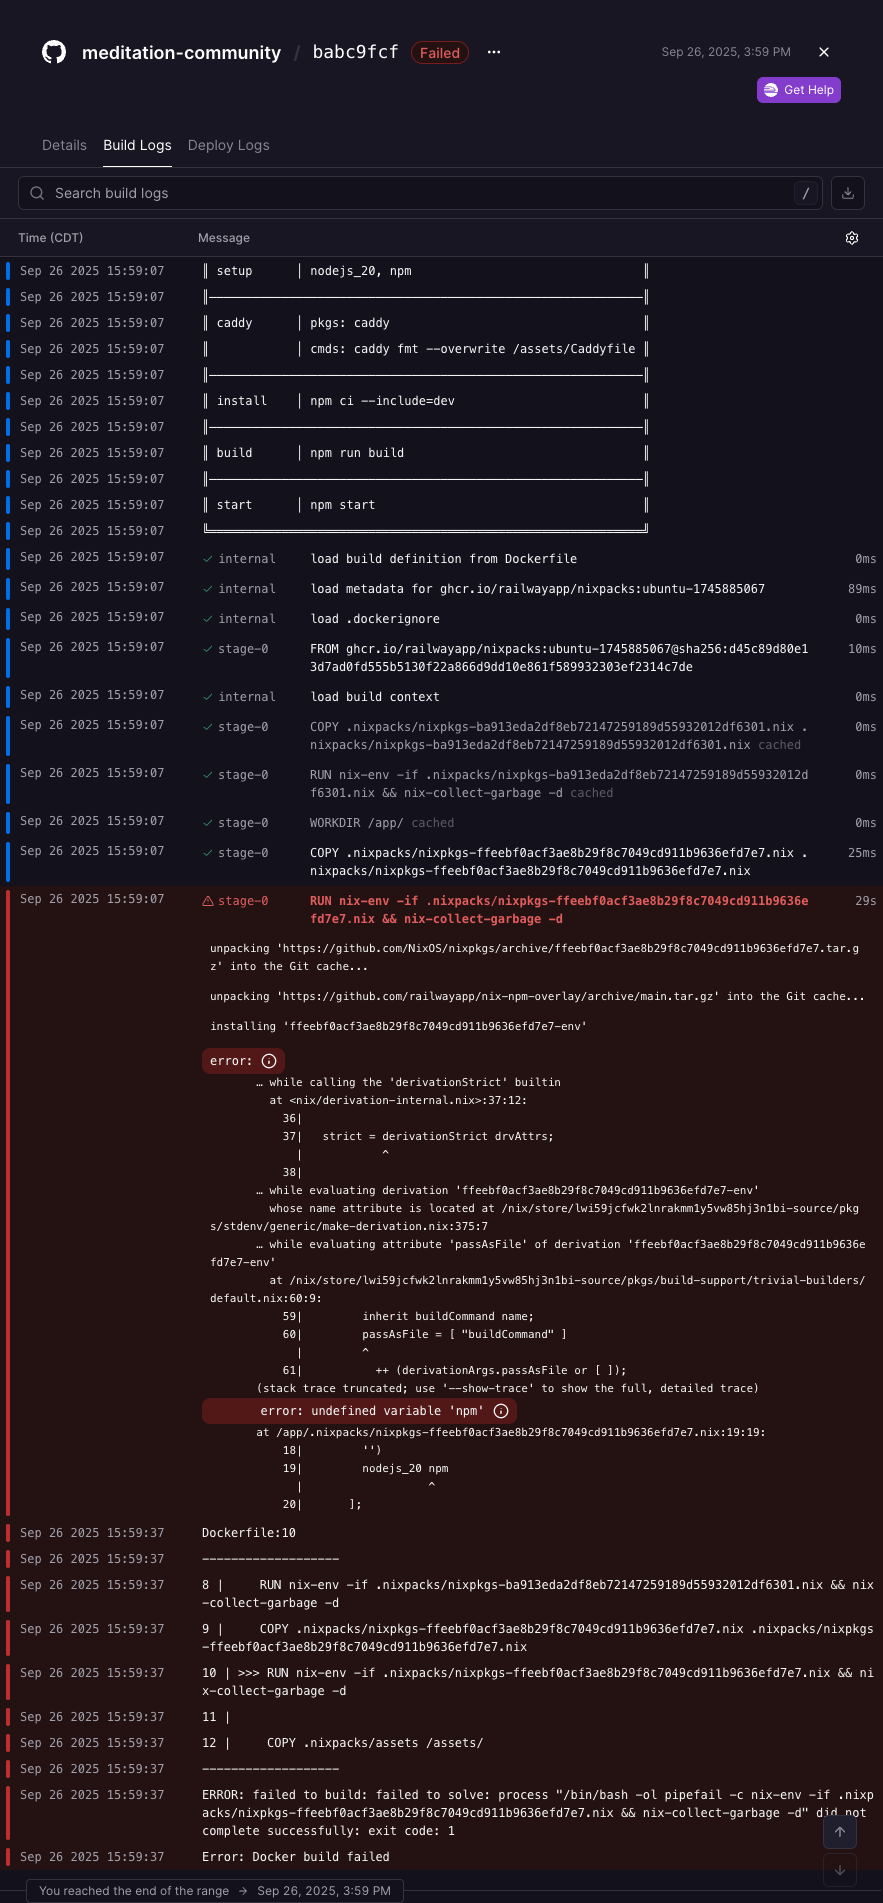 meditation-community / babc9fcf Failed ··· Sep 26, 2025, 3:59 PM
Get Help
Details Build Logs Deploy Logs
Search build logs /
Time (CDT) Message
Sep 26 2025 15:59:07 ║ setup │ nodejs_20, npm ║
Sep 26 2025 15:59:07 ║──────────────────────────────║
Sep 26 2025 15:59:07 ║ caddy │ pkgs: caddy ║
Sep 26 2025 15:59:07 ║ │ cmds: caddy fmt --overwrite /assets/Caddyfile ║
Sep 26 2025 15:59:07 ║──────────────────────────────║
Sep 26 2025 15:59:07 ║ install │ npm ci --include=dev ║
Sep 26 2025 15:59:07 ║──────────────────────────────║
Sep 26 2025 15:59:07 ║ build │ npm run build ║
Sep 26 2025 15:59:07 ║──────────────────────────────║
Sep 26 2025 15:59:07 ║ start │ npm start ║
Sep 26 2025 15:59:07 ╚══════════════════════════════╝
Sep 26 2025 15:59:07 internal load build definition from Dockerfile 0ms
Sep 26 2025 15:59:07 internal load metadata for ghcr.io/railwayapp/nixpacks:ubuntu-1745885067 89ms
Sep 26 2025 15:59:07 internal load .dockerignore 0ms
Sep 26 2025 15:59:07 stage-0 FROM ghcr.io/railwayapp/nixpacks:ubuntu-1745885067@sha256:d45c89d80e1 10ms
3d7ad0fd555b5130f22a866d9dd10e861f589932303ef2314c7de
Sep 26 2025 15:59:07 internal load build context 0ms
Sep 26 2025 15:59:07 stage-0 COPY .nixpacks/nixpkgs-ba913eda2df8eb72147259189d55932012df6301.nix . 0ms
nixpacks/nixpkgs-ba913eda2df8eb72147259189d55932012df6301.nix cached
Sep 26 2025 15:59:07 stage-0 RUN nix-env -if .nixpacks/nixpkgs-ba913eda2df8eb72147259189d55932012d 0ms
f6301.nix && nix-collect-garbage -d cached
Sep 26 2025 15:59:07 stage-0 WORKDIR /app/ cached 0ms
Sep 26 2025 15:59:07 stage-0 COPY .nixpacks/nixpkgs-ffeebf0acf3ae8b29f8c7049cd911b9636efd7e7.nix . 25ms
nixpacks/nixpkgs-ffeebf0acf3ae8b29f8c7049cd911b9636efd7e7.nix
Sep 26 2025 15:59:07 stage-0 RUN nix-env -if .nixpacks/nixpkgs-ffeebf0acf3ae8b29f8c7049cd911b9636e 29s
fd7e7.nix && nix-collect-garbage -d
unpacking 'https://github.com/NixOS/nixpkgs/archive/ffeebf0acf3ae8b29f8c7049cd911b9636efd7e7.tar.g
z' into the Git cache...
unpacking 'https://github.com/railwayapp/nix-npm-overlay/archive/main.tar.gz' into the Git cache...
installing 'ffeebf0acf3ae8b29f8c7049cd911b9636efd7e7-env'
error:
… while calling the 'derivationStrict' builtin
at <nix/derivation-internal.nix>:37:12:
36|
37| strict = derivationStrict drvAttrs;
| ^
38|
… while evaluating derivation 'ffeebf0acf3ae8b29f8c7049cd911b9636efd7e7-env'
whose name attribute is located at /nix/store/lwi59jcfwk2lnrakmm1y5vw85hj3n1bi-source/pkg
s/stdenv/generic/make-derivation.nix:375:7
… while evaluating attribute 'passAsFile' of derivation 'ffeebf0acf3ae8b29f8c7049cd911b9636e
fd7e7-env'
at /nix/store/lwi59jcfwk2lnrakmm1y5vw85hj3n1bi-source/pkgs/build-support/trivial-builders/
default.nix:60:9:
59| inherit buildCommand name;
60| passAsFile = [ "buildCommand" ]
| ^
61| ++ (derivationArgs.passAsFile or [ ]);
(stack trace truncated; use '--show-trace' to show the full, detailed trace)
error: undefined variable 'npm'
at /app/.nixpacks/nixpkgs-ffeebf0acf3ae8b29f8c7049cd911b9636efd7e7.nix:19:19:
18| '')
19| nodejs_20 npm
| ^
20| ];
Sep 26 2025 15:59:37 Dockerfile:10
Sep 26 2025 15:59:37 -------------------
Sep 26 2025 15:59:37 8 | RUN nix-env -if .nixpacks/nixpkgs-ba913eda2df8eb72147259189d55932012df6301.nix && nix
-collect-garbage -d
Sep 26 2025 15:59:37 9 | COPY .nixpacks/nixpkgs-ffeebf0acf3ae8b29f8c7049cd911b9636efd7e7.nix .nixpacks/nixpkgs
-ffeebf0acf3ae8b29f8c7049cd911b9636efd7e7.nix
Sep 26 2025 15:59:37 10 | >>> RUN nix-env -if .nixpacks/nixpkgs-ffeebf0acf3ae8b29f8c7049cd911b9636efd7e7.nix && ni
x-collect-garbage -d
Sep 26 2025 15:59:37 11 |
Sep 26 2025 15:59:37 12 | COPY .nixpacks/assets /assets/
Sep 26 2025 15:59:37 -------------------
Sep 26 2025 15:59:37 ERROR: failed to build: failed to solve: process "/bin/bash -ol pipefail -c nix-env -if .nixp
acks/nixpkgs-ffeebf0acf3ae8b29f8c7049cd911b9636efd7e7.nix && nix-collect-garbage -d" did not
complete successfully: exit code: 1
Sep 26 2025 15:59:37 Error: Docker build failed
You reached the end of the range → Sep 26, 2025, 3:59 PM